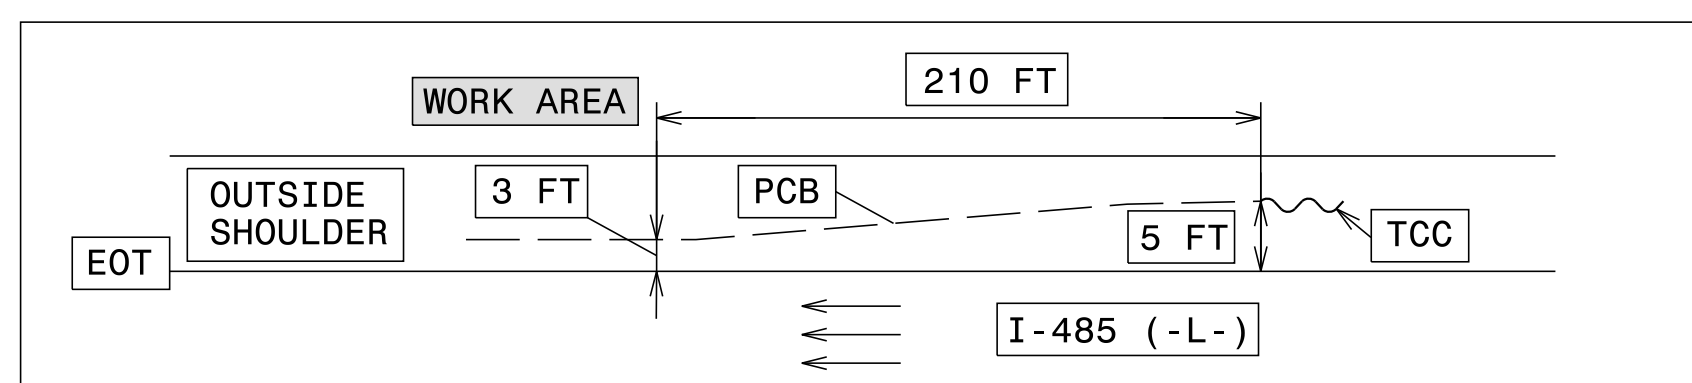 210 FT
WORK AREA
3 FT
PCB
OUTSIDE
SHOULDER
5 FT
TCC
EOT
I-485 (-L-)